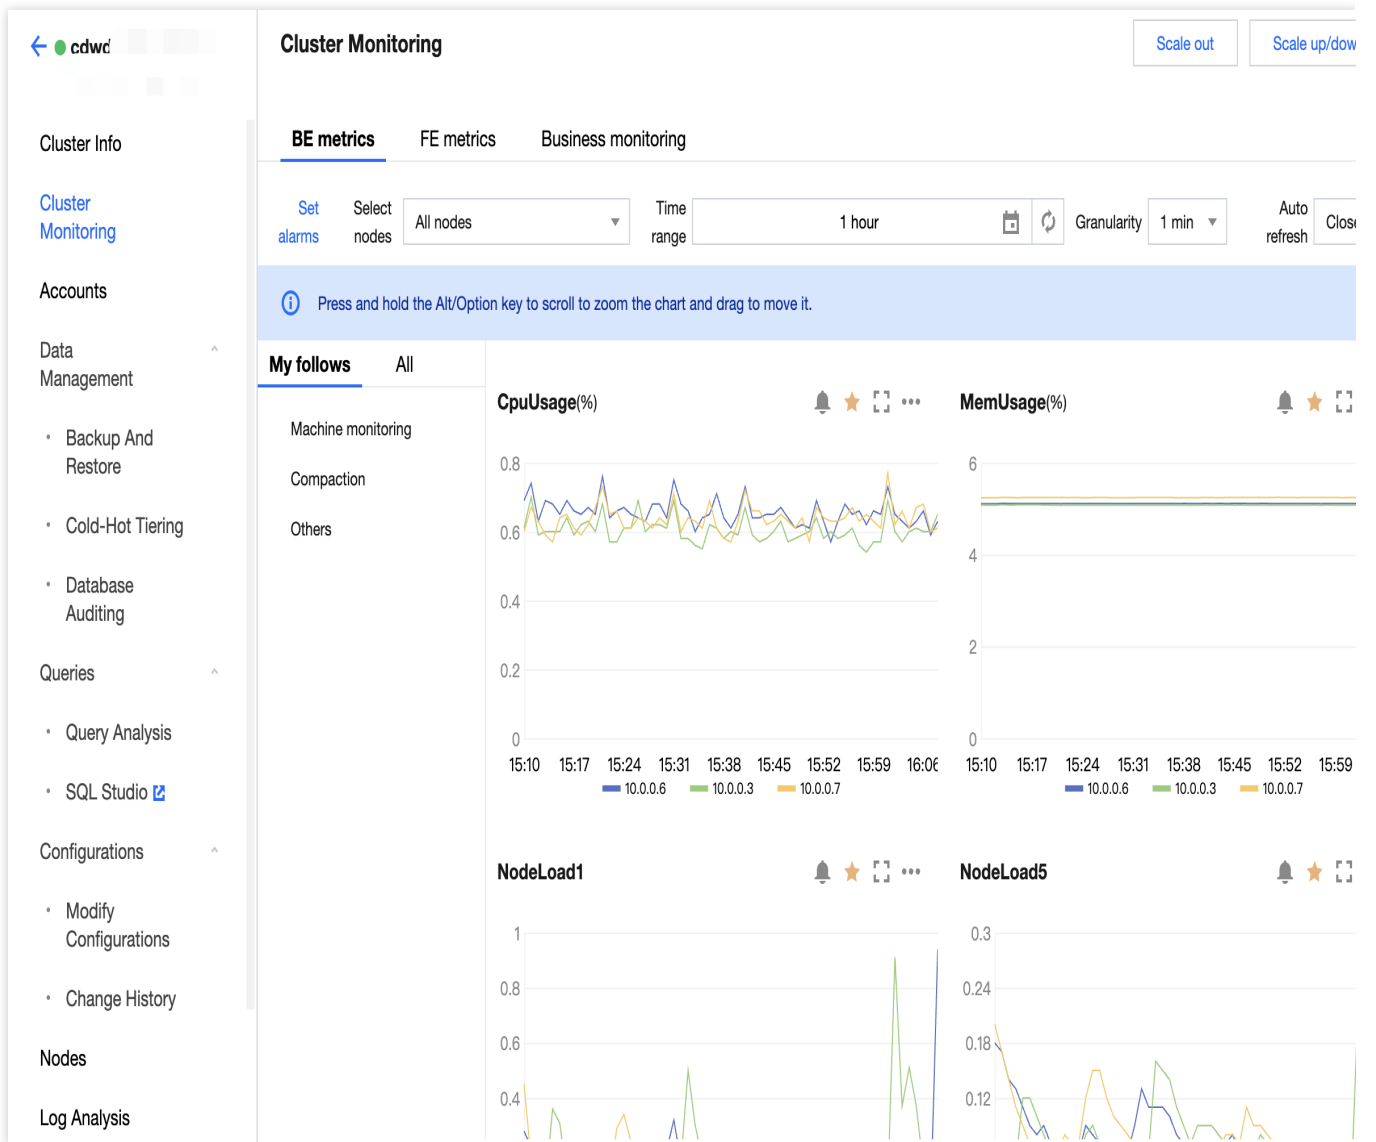 cdwd
Cluster Monitoring
Scale out
Scale up/dow
Cluster Info
Cluster
Monitoring
Accounts
Data
Management
Backup And
Restore
Cold-Hot Tiering
Database
Auditing
Queries
Query Analysis
SQL Studio
Configurations
Modify
Configurations
Change History
Nodes
Log Analysis
BE metrics
FE metrics
Business monitoring
Set
alarms
Select
nodes
All nodes
Time
range
1 hour
Granularity
1 min
Auto
refresh
Close
Press and hold the Alt/Option key to scroll to zoom the chart and drag to move it.
My follows
All
Machine monitoring
Compaction
Others
CpuUsage(%)
0.8
0.6
0.4
0.2
0
15:10 15:17 15:24 15:31 15:38 15:45 15:52 15:59 16:06
10.0.0.6 10.0.0.3 10.0.0.7
MemUsage(%)
6
4
2
0
15:10 15:17 15:24 15:31 15:38 15:45 15:52 15:59
10.0.0.6 10.0.0.3 10.0.0.7
NodeLoad1
1
0.8
0.6
0.4
NodeLoad5
0.3
0.24
0.18
0.12